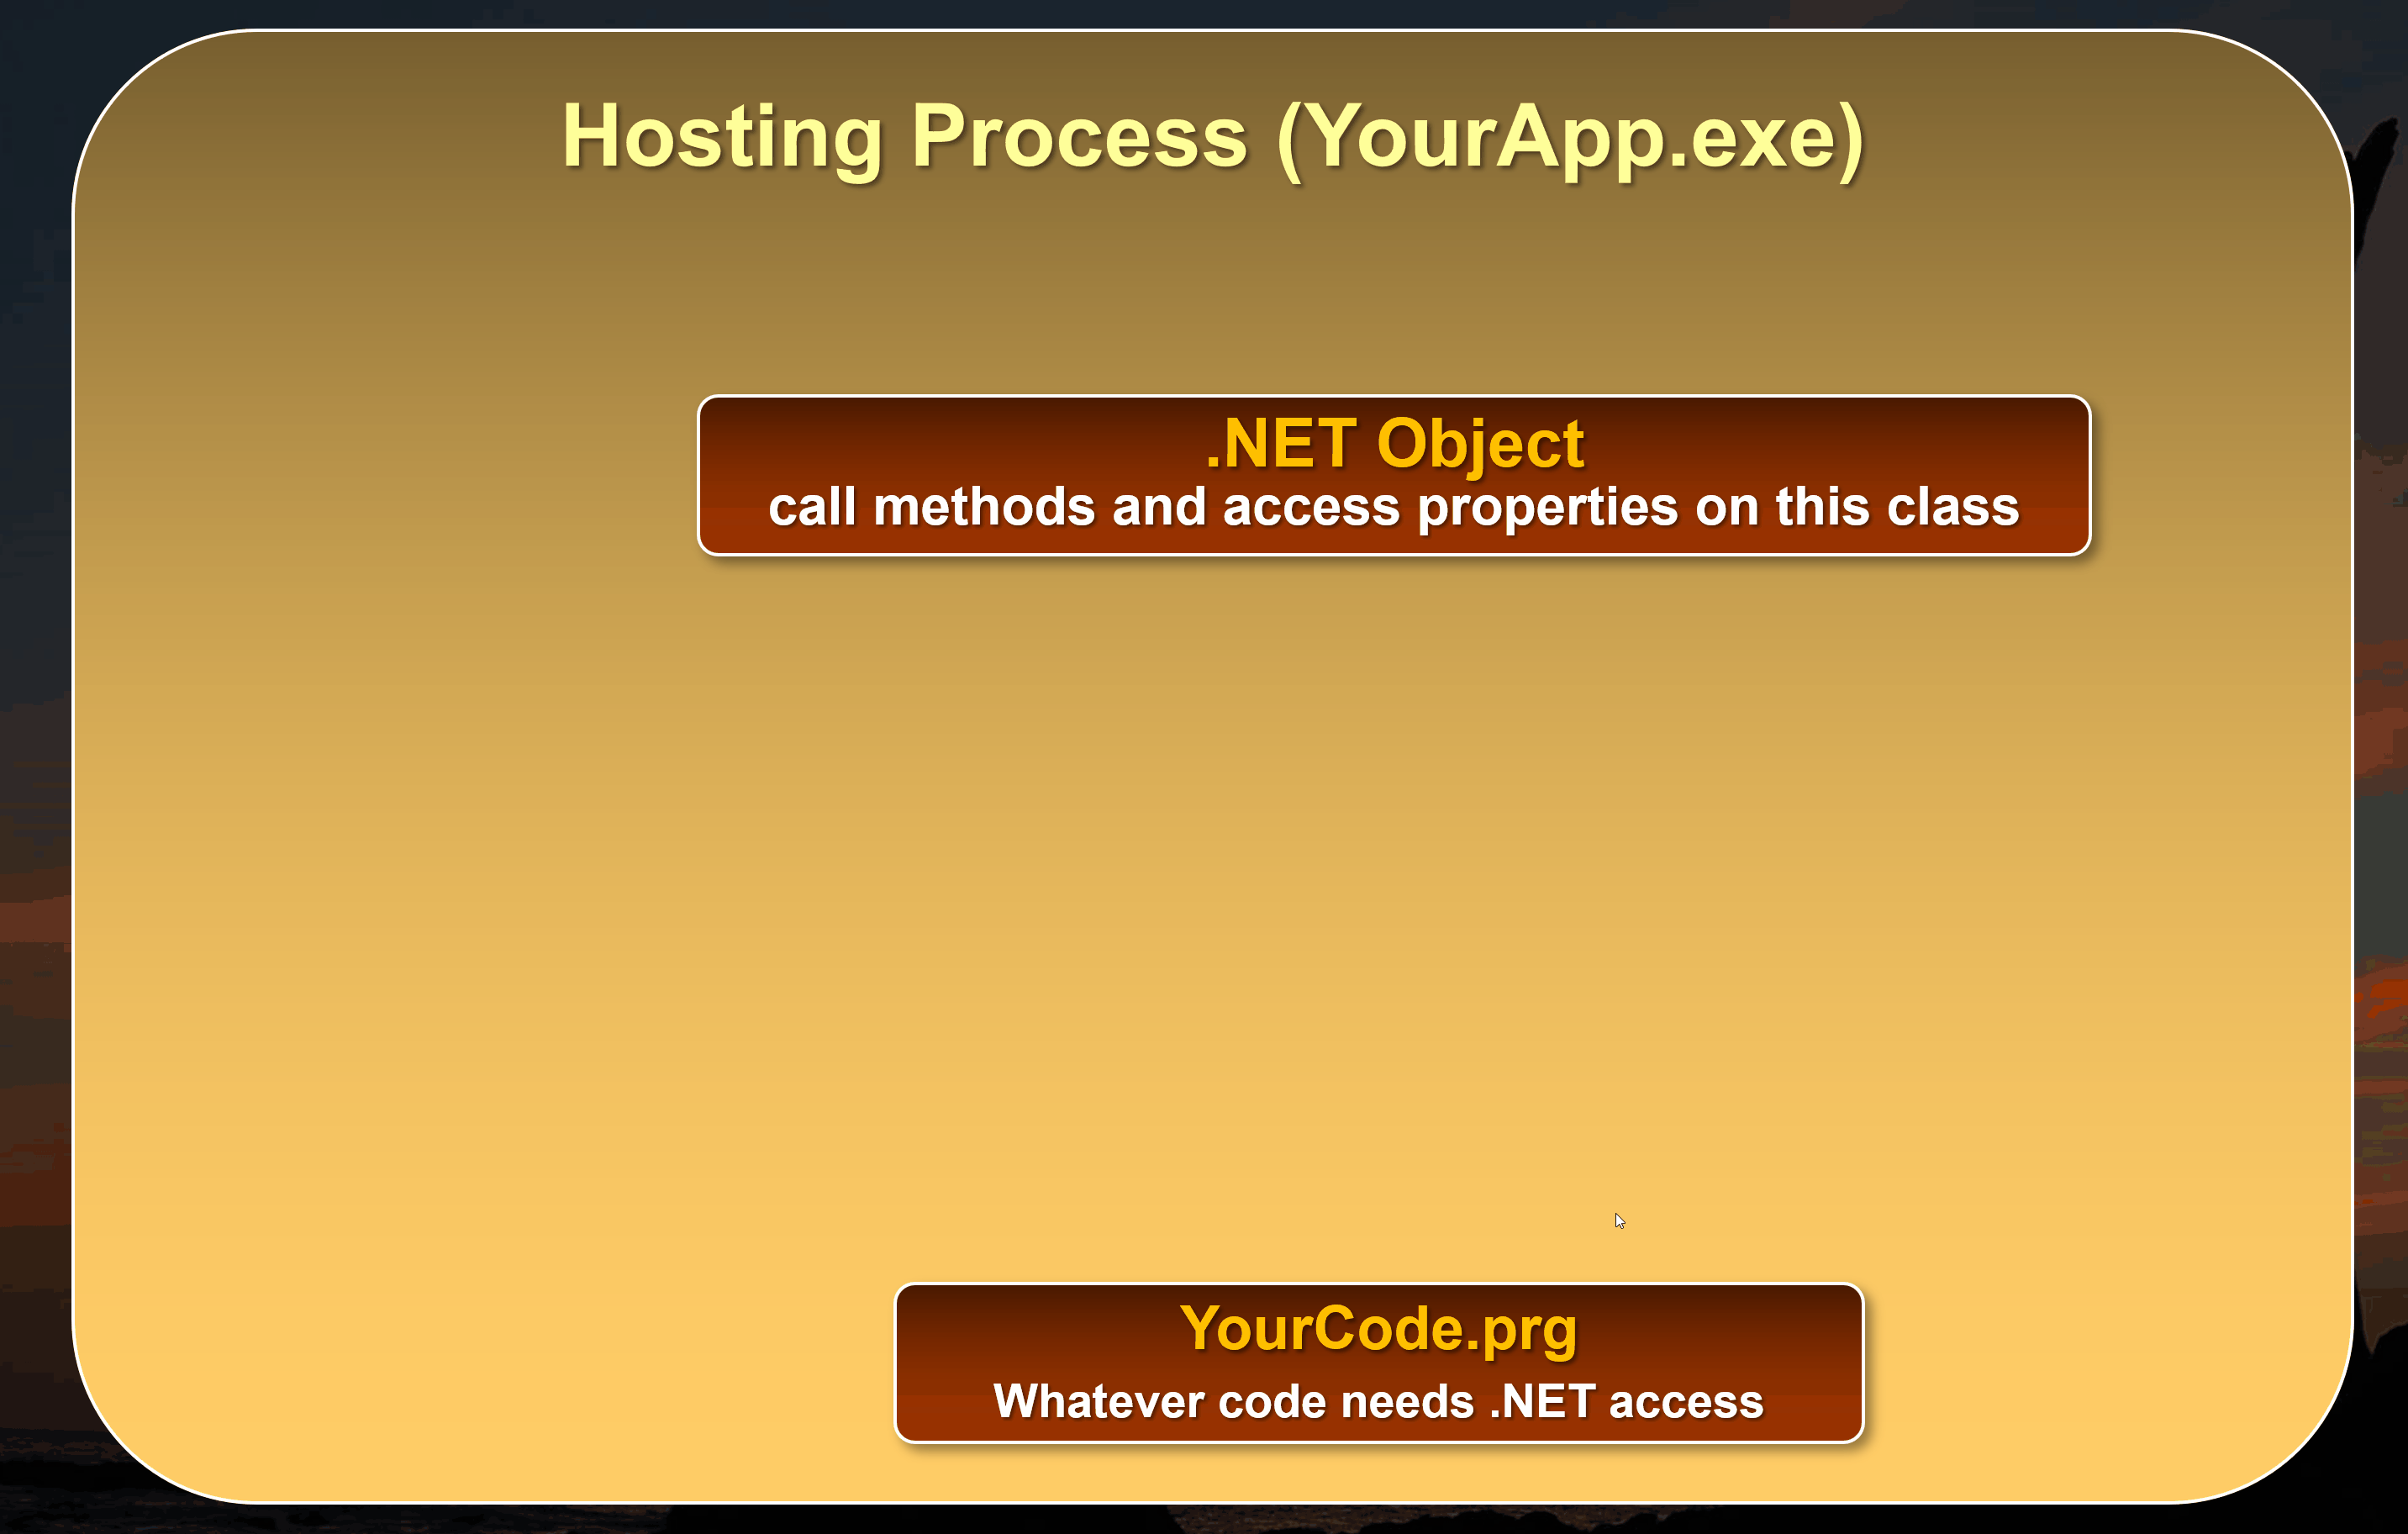 Hosting Process (YourApp.exe)
.NET Object
call methods and access properties on this class
YourCode.prg
Whatever code needs .NET access